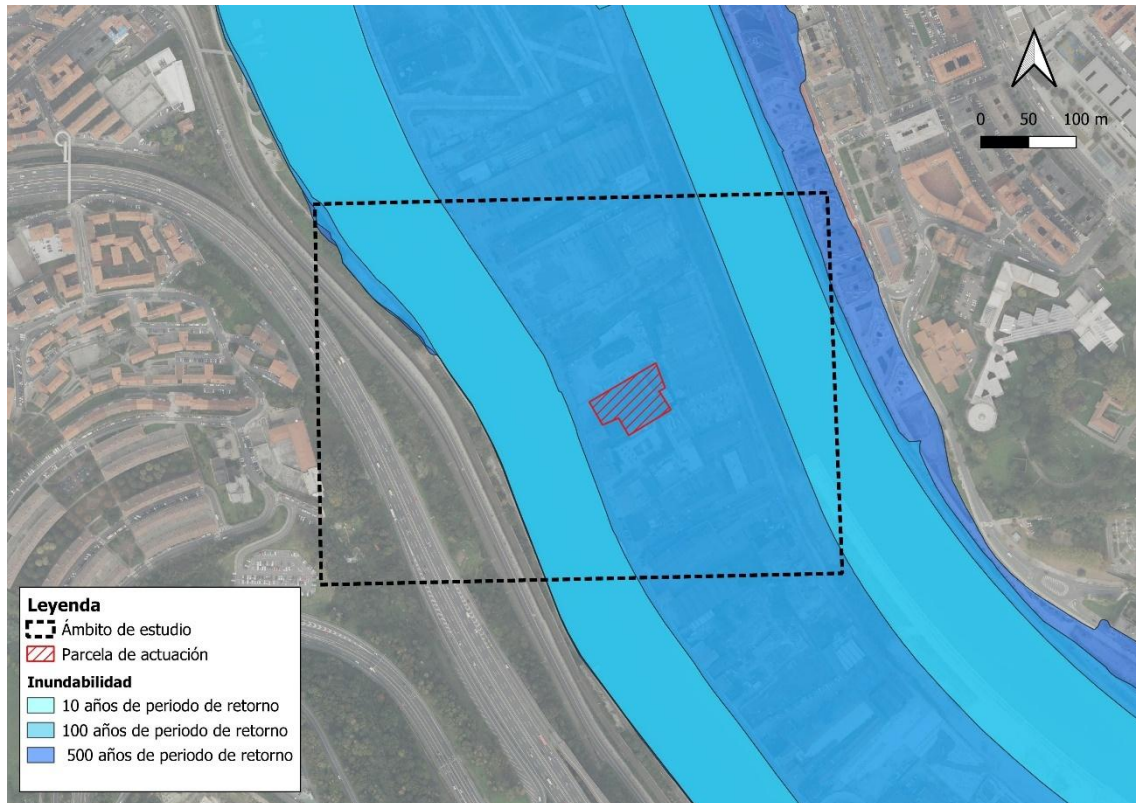 0 50 100 m
Leyenda
Ámbito de estudio
Parcela de actuación
Inundabilidad
10 años de periodo de retorno
100 años de periodo de retorno
500 años de periodo de retorno